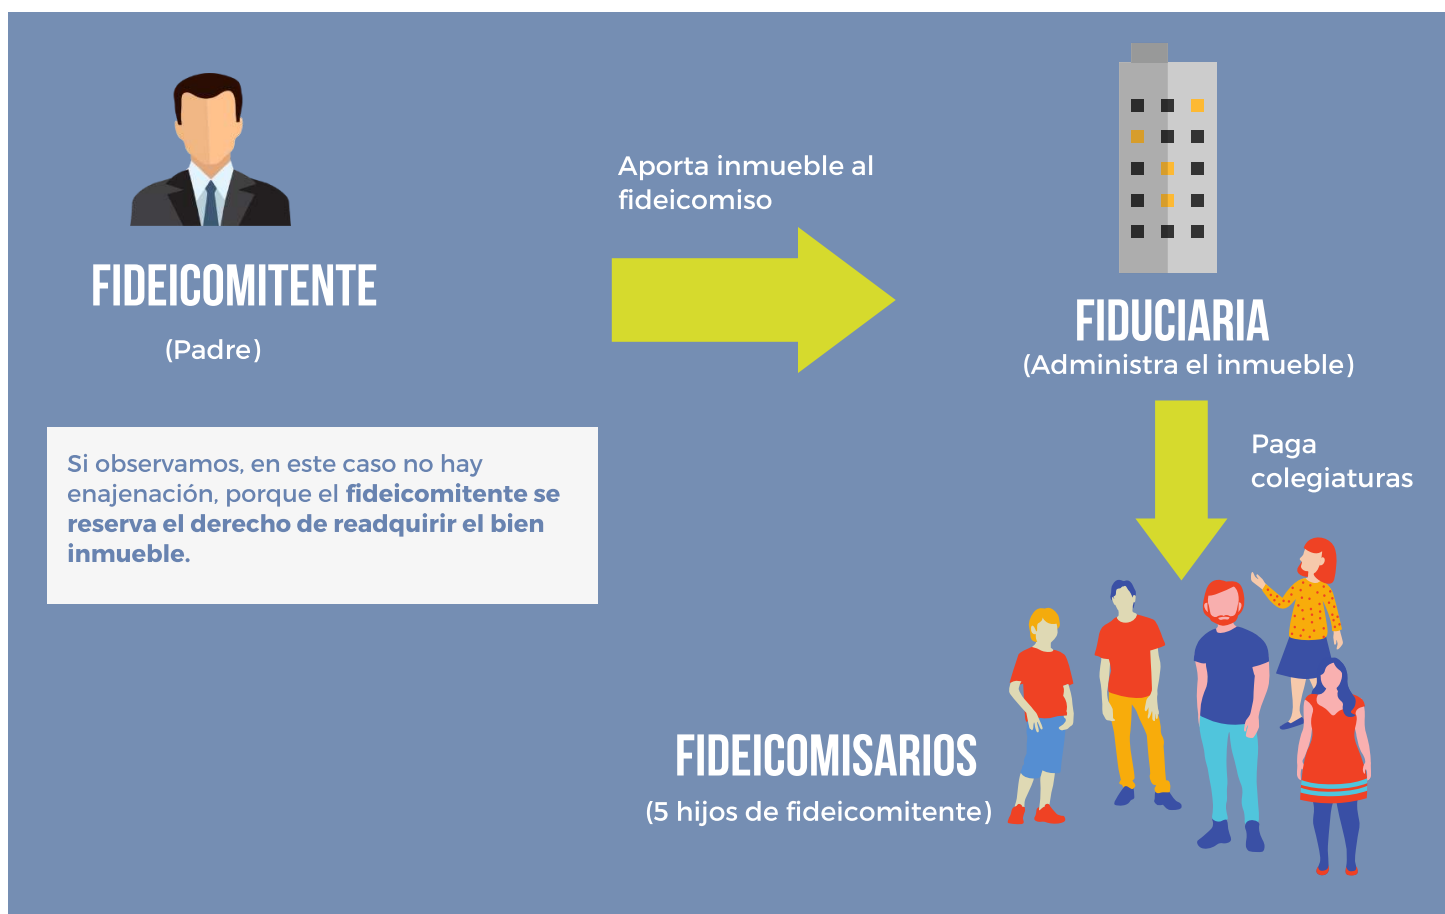 FIDEICOMITENTE
(Padre)
Aporta inmueble al
fideicomiso
FIDUCIARIA
(Administra el inmueble)
Si observamos, en este caso no hay
enajenación, porque el fideicomitente se
reserva el derecho de readquirir el bien
inmueble.
Paga
colegiaturas
FIDEICOMISARIOS
(5 hijos de fideicomitente)